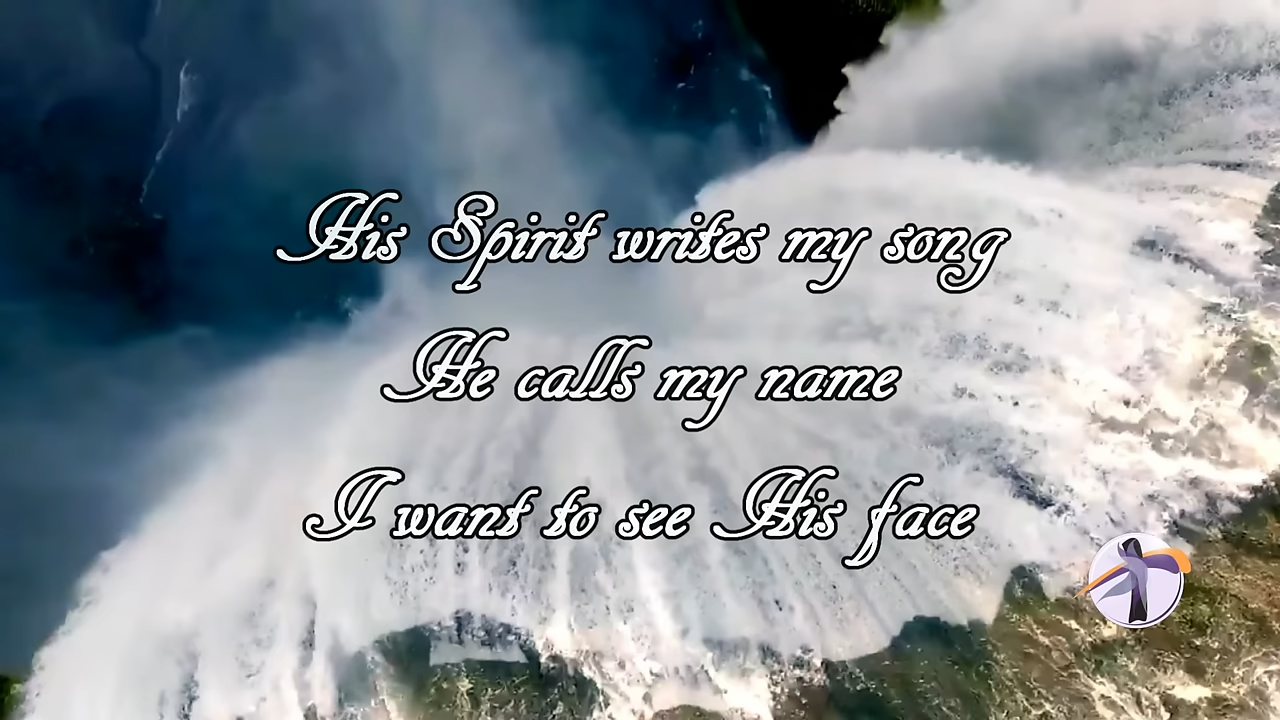 His Spirit writes my song
He calls my name
I want to see His face